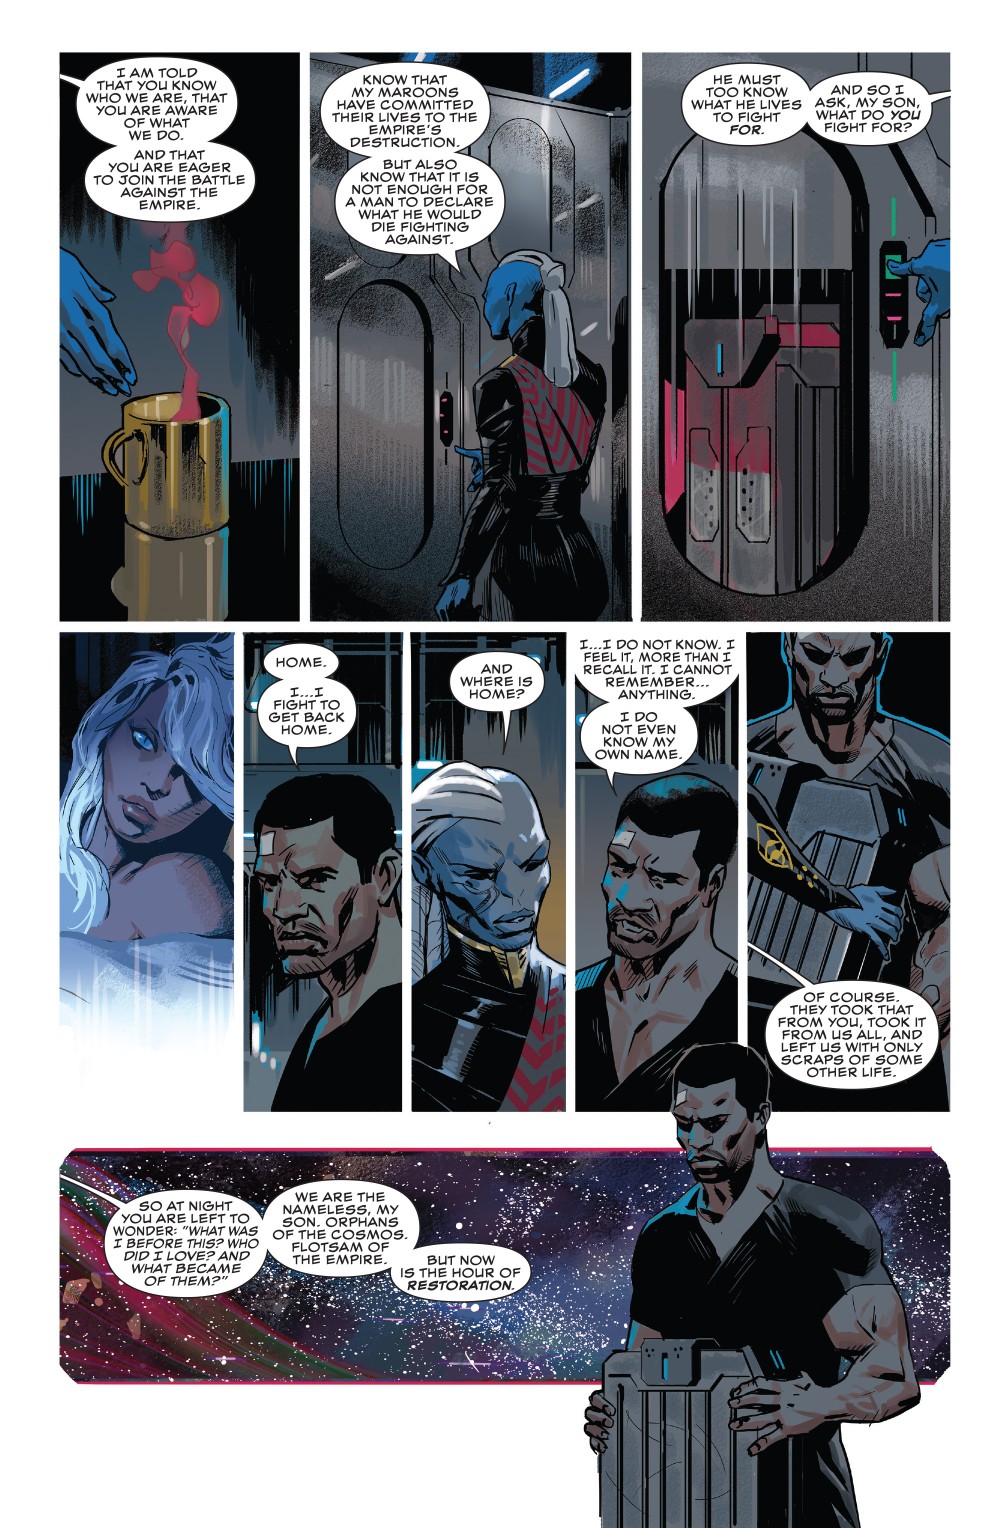 I AM TOLD
THAT YOU KNOW
WHO WE ARE, THAT
YOU ARE AWARE
OF WHAT
WE DO.
AND THAT
YOU ARE EAGER
TO JOIN THE BATTLE
AGAINST THE
EMPIRE.
KNOW THAT
MY MAROONS
HAVE COMMITTED
THEIR LIVES TO THE
EMPIRE'S
DESTRUCTION.
BUT ALSO
KNOW THAT IT IS
NOT ENOUGH FOR
A MAN TO DECLARE
WHAT HE WOULD
DIE FIGHTING
AGAINST.
HE MUST
TOO KNOW
WHAT HE LIVES
TO FIGHT
FOR.
AND SO I
ASK, MY SON,
WHAT DO YOU
FIGHT FOR?
HOME.
I...I
FIGHT TO
GET BACK
HOME.
AND
WHERE IS
HOME?
I...I DO NOT KNOW. I
FEEL IT, MORE THAN I
RECALL IT. I CANNOT
REMEMBER...
ANYTHING.
I DO
NOT EVEN
KNOW MY
OWN NAME.
OF COURSE.
THEY TOOK THAT
FROM YOU, TOOK IT
FROM US ALL, AND
LEFT US WITH ONLY
SCRAPS OF SOME
OTHER LIFE.
SO AT NIGHT
YOU ARE LEFT TO
WONDER: "WHAT WAS
I BEFORE THIS? WHO
DID I LOVE? AND
WHAT BECAME
OF THEM?"
WE ARE THE
NAMELESS, MY
SON. ORPHANS
OF THE COSMOS.
FLOTSAM OF
THE EMPIRE.
BUT NOW
IS THE HOUR OF
RESTORATION.